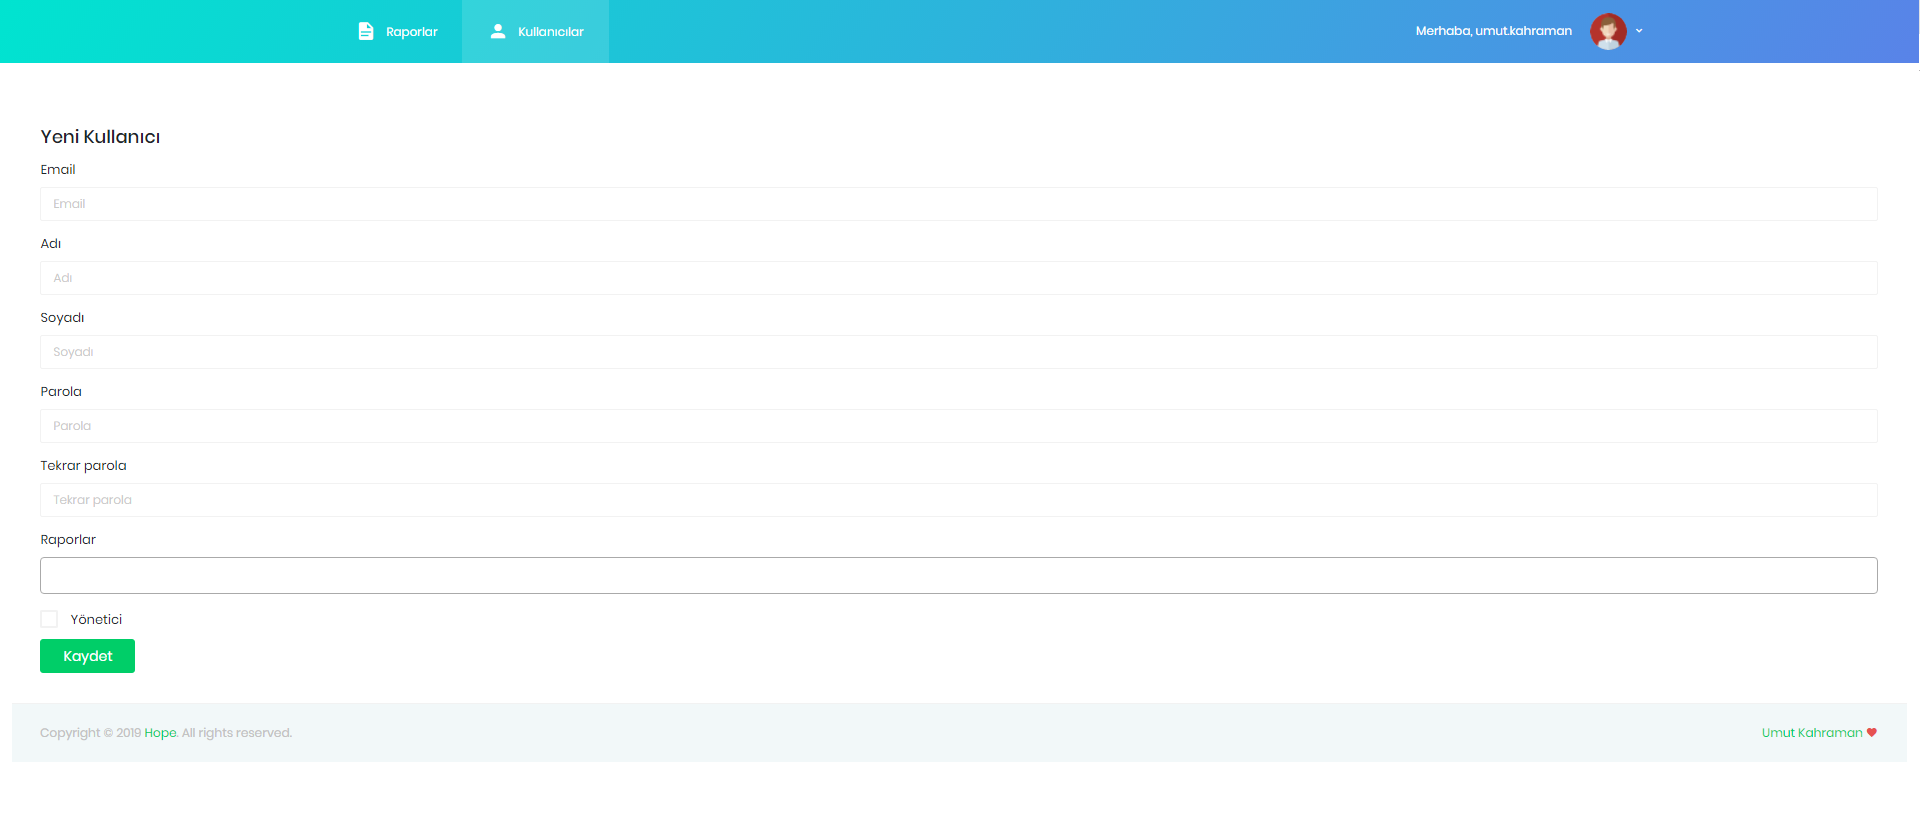 Raporlar
Kullanıcılar
Merhaba, umut.kahraman
Yeni Kullanıcı
Email
Email
Adı
Adı
Soyadı
Soyadı
Parola
Parola
Tekrar parola
Tekrar parola
Raporlar
Yönetici
Kaydet
Copyright © 2019 Hope. All rights reserved.
Umut Kahraman